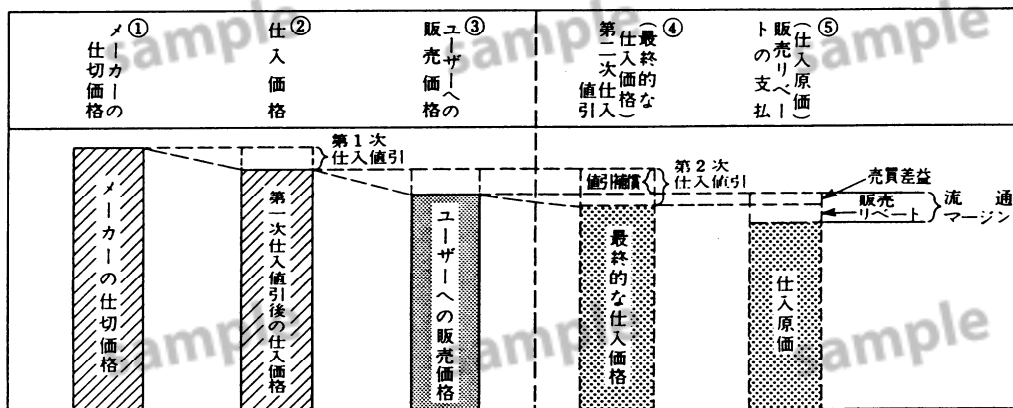 ①
メーカーの
仕切価格
②
仕入価格
③
ユーザーへの
販売価格
④
(最終的な
仕入価格)
第二次仕入
値引
⑤
(仕入原価)
販売リベー
トの支払
第1次
仕入値引
第2次
仕入値引
値引補償
売買差益
販売
リベート
流通
マージン
メーカーの仕切価格
第一次仕入値引後の仕入価格
ユーザーへの販売価格
最終的な仕入価格
仕入原価
sample
sample
sample
sample
sample
sample